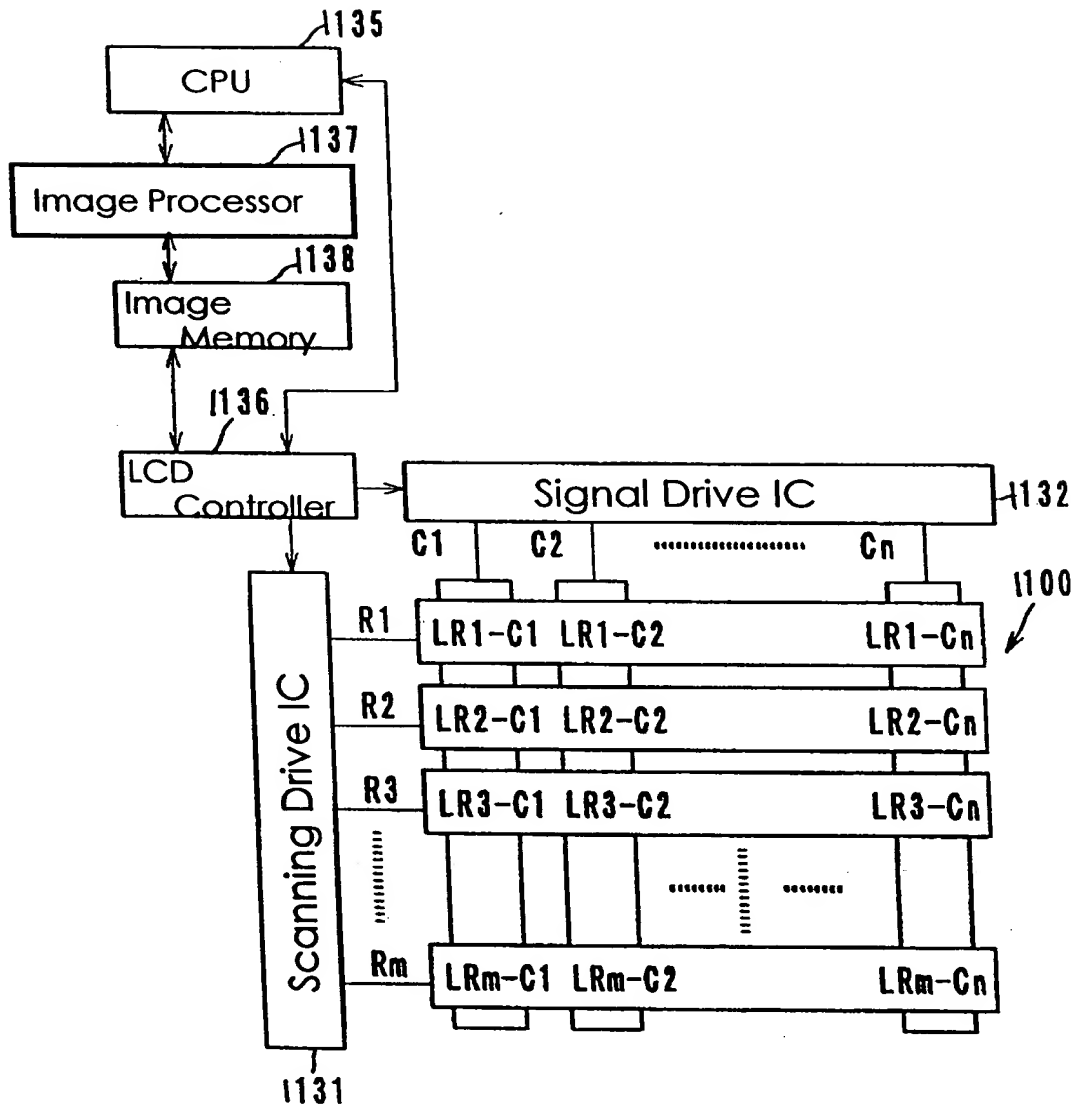 1135
CPU
1137
Image Processor
1138
Image
Memory
1136
LCD
Controller
Signal Drive IC
1132
C1
C2
Cn
1100
Scanning Drive IC
R1
LR1-C1
LR1-C2
LR1-Cn
R2
LR2-C1
LR2-C2
LR2-Cn
R3
LR3-C1
LR3-C2
LR3-Cn
Rm
LRm-C1
LRm-C2
LRm-Cn
1131